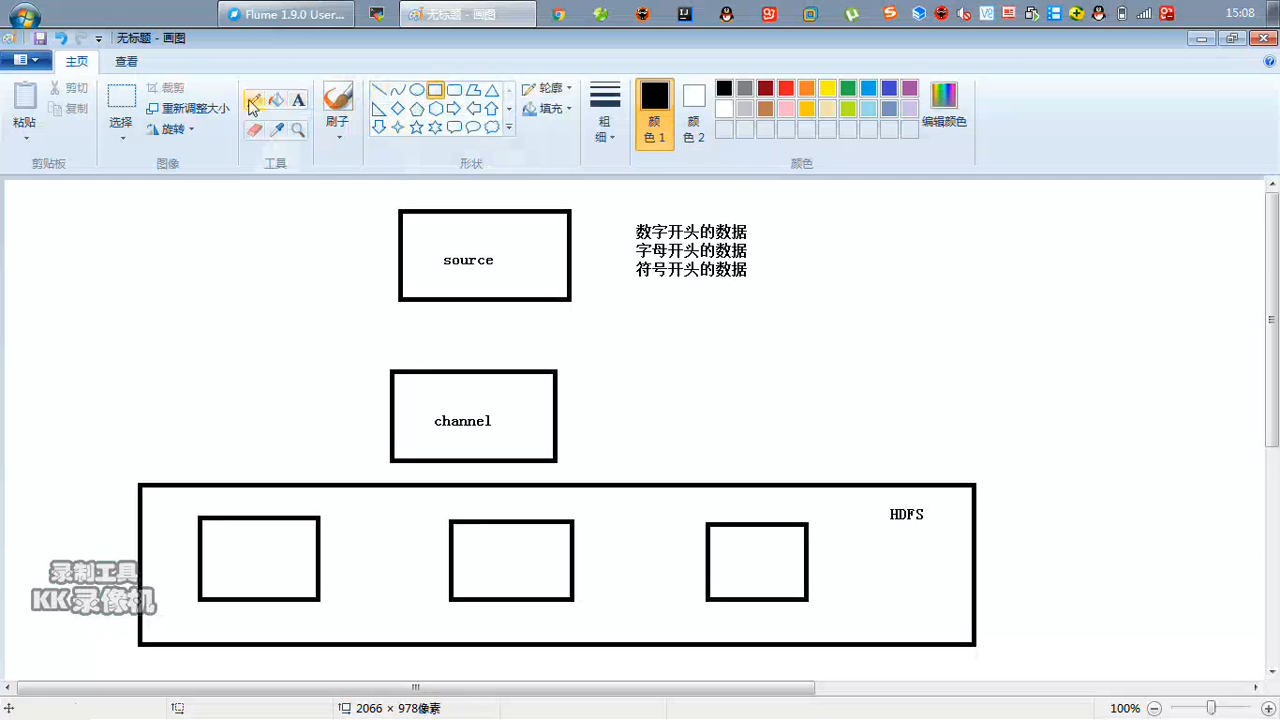 Flume 1.9.0 User...
无标题 - 画图
15:08
无标题 - 画图
主页
查看
粘贴
剪切
复制
剪贴板
选择
裁剪
重新调整大小
旋转
图像
A
工具
刷子
形状
轮廓
填充
粗细
颜色 1
颜色 2
编辑颜色
颜色
source
数字开头的数据
字母开头的数据
符号开头的数据
channel
HDFS
录制工具
KK 录像机
2066 × 978像素
100%